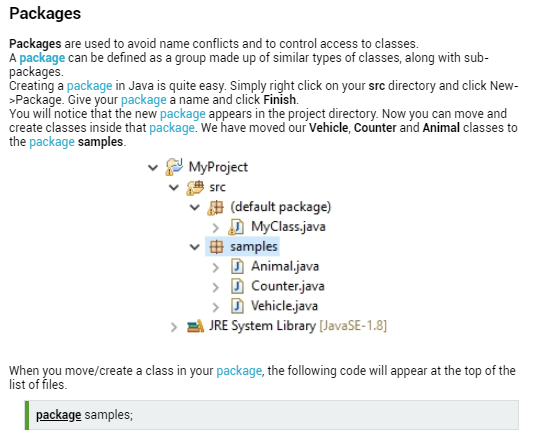 Packages
Packages are used to avoid name conflicts and to control access to classes.
A package can be defined as a group made up of similar types of classes, along with sub-
packages.
Creating a package in Java is quite easy. Simply right click on your src directory and click New-
>Package. Give your package a name and click Finish.
You will notice that the new package appears in the project directory. Now you can move and
create classes inside that package. We have moved our Vehicle, Counter and Animal classes to
the package samples.
MyProject
src
(default package)
MyClass.java
samples
Animal.java
Counter.java
Vehicle.java
JRE System Library [JavaSE-1.8]
When you move/create a class in your package, the following code will appear at the top of the
list of files.
package samples;